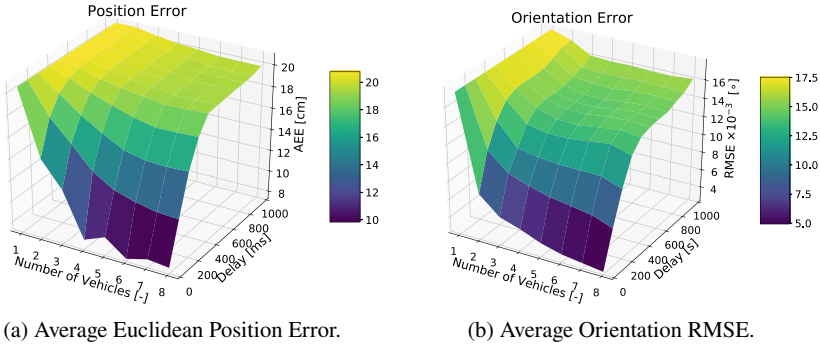 Position Error
20
18
16
14
12
10
8
AEE [cm]
1 2 3 4 5 6 7 8
Number of Vehicles [-]
0 200 400 600 800 1000
Delay [ms]
20
18
16
14
12
10
(a) Average Euclidean Position Error.
Orientation Error
16
14
12
10
8
6
4
RMSE ×10⁻³ [∘]
1 2 3 4 5 6 7 8
Number of Vehicles [-]
0 200 400 600 800 1000
Delay [s]
17.5
15.0
12.5
10.0
7.5
5.0
(b) Average Orientation RMSE.